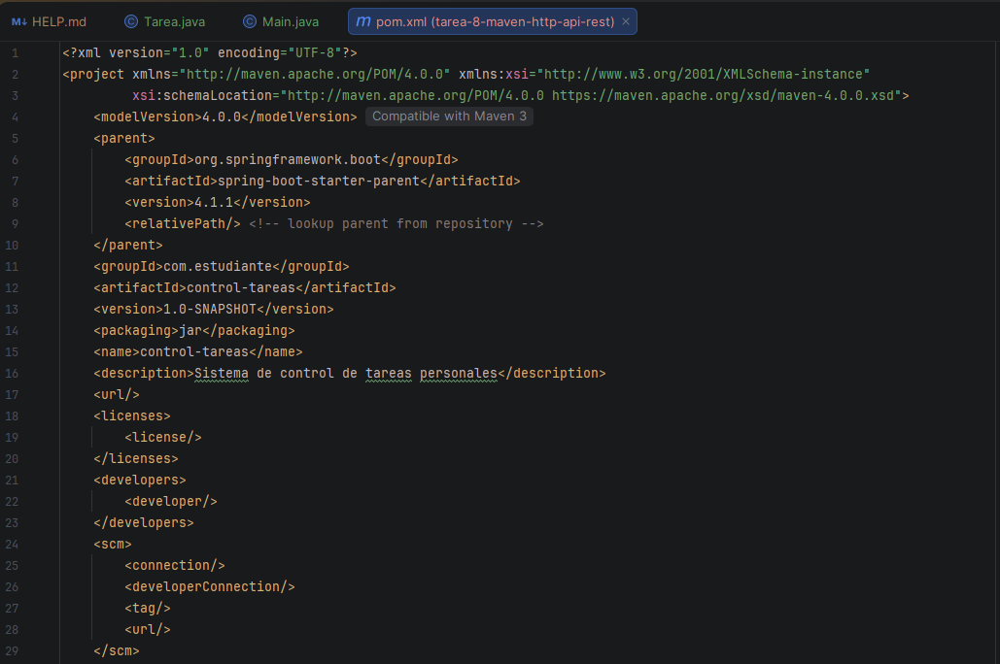 M↓ HELP.md Tarea.java Main.java pom.xml (tarea-8-maven-http-api-rest)
1 <?xml version="1.0" encoding="UTF-8"?>
2 <project xmlns="http://maven.apache.org/POM/4.0.0" xmlns:xsi="http://www.w3.org/2001/XMLSchema-instance"
3 xsi:schemaLocation="http://maven.apache.org/POM/4.0.0 https://maven.apache.org/xsd/maven-4.0.0.xsd">
4 <modelVersion>4.0.0</modelVersion> Compatible with Maven 3
5 <parent>
6 <groupId>org.springframework.boot</groupId>
7 <artifactId>spring-boot-starter-parent</artifactId>
8 <version>4.1.1</version>
9 <relativePath/> <!-- lookup parent from repository -->
10 </parent>
11 <groupId>com.estudiante</groupId>
12 <artifactId>control-tareas</artifactId>
13 <version>1.0-SNAPSHOT</version>
14 <packaging>jar</packaging>
15 <name>control-tareas</name>
16 <description>Sistema de control de tareas personales</description>
17 <url/>
18 <licenses>
19 <license/>
20 </licenses>
21 <developers>
22 <developer/>
23 </developers>
24 <scm>
25 <connection/>
26 <developerConnection/>
27 <tag/>
28 <url/>
29 </scm>